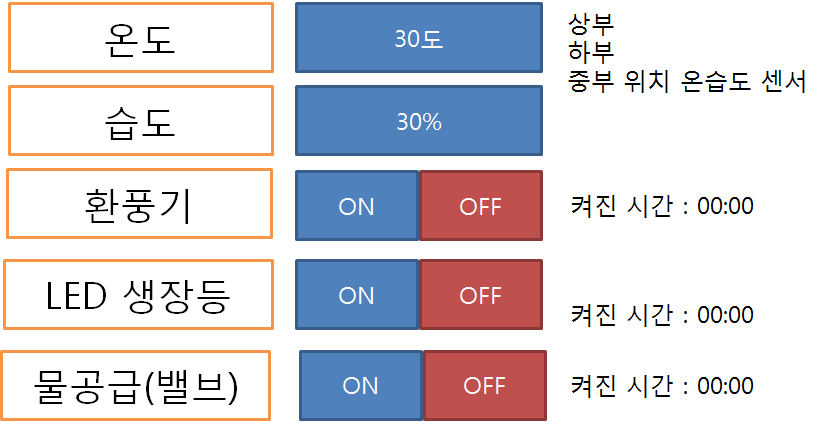 온도
30도
상부
하부
중부 위치 온습도 센서
습도
30%
환풍기
ON
OFF
켜진 시간 : 00:00
LED 생장등
ON
OFF
켜진 시간 : 00:00
물공급(밸브)
ON
OFF
켜진 시간 : 00:00